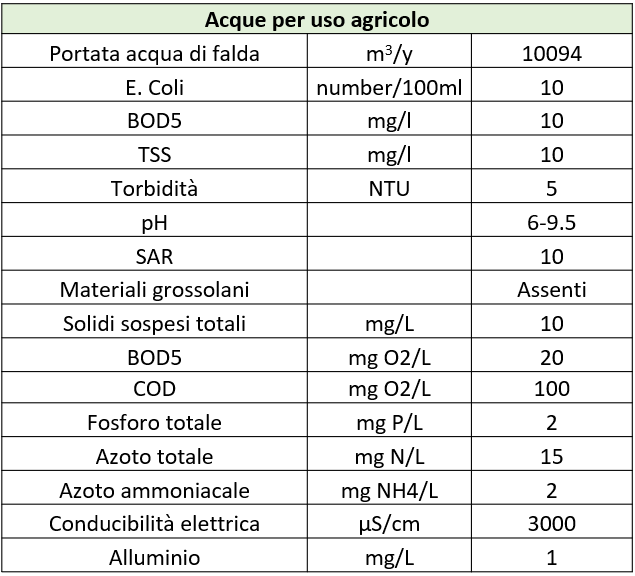 Acque per uso agricolo
Portata acqua di falda m³/y 10094
E. Coli number/100ml 10
BOD5 mg/l 10
TSS mg/l 10
Torbidità NTU 5
pH 6-9.5
SAR 10
Materiali grossolani Assenti
Solidi sospesi totali mg/L 10
BOD5 mg O2/L 20
COD mg O2/L 100
Fosforo totale mg P/L 2
Azoto totale mg N/L 15
Azoto ammoniacale mg NH4/L 2
Conducibilità elettrica µS/cm 3000
Alluminio mg/L 1